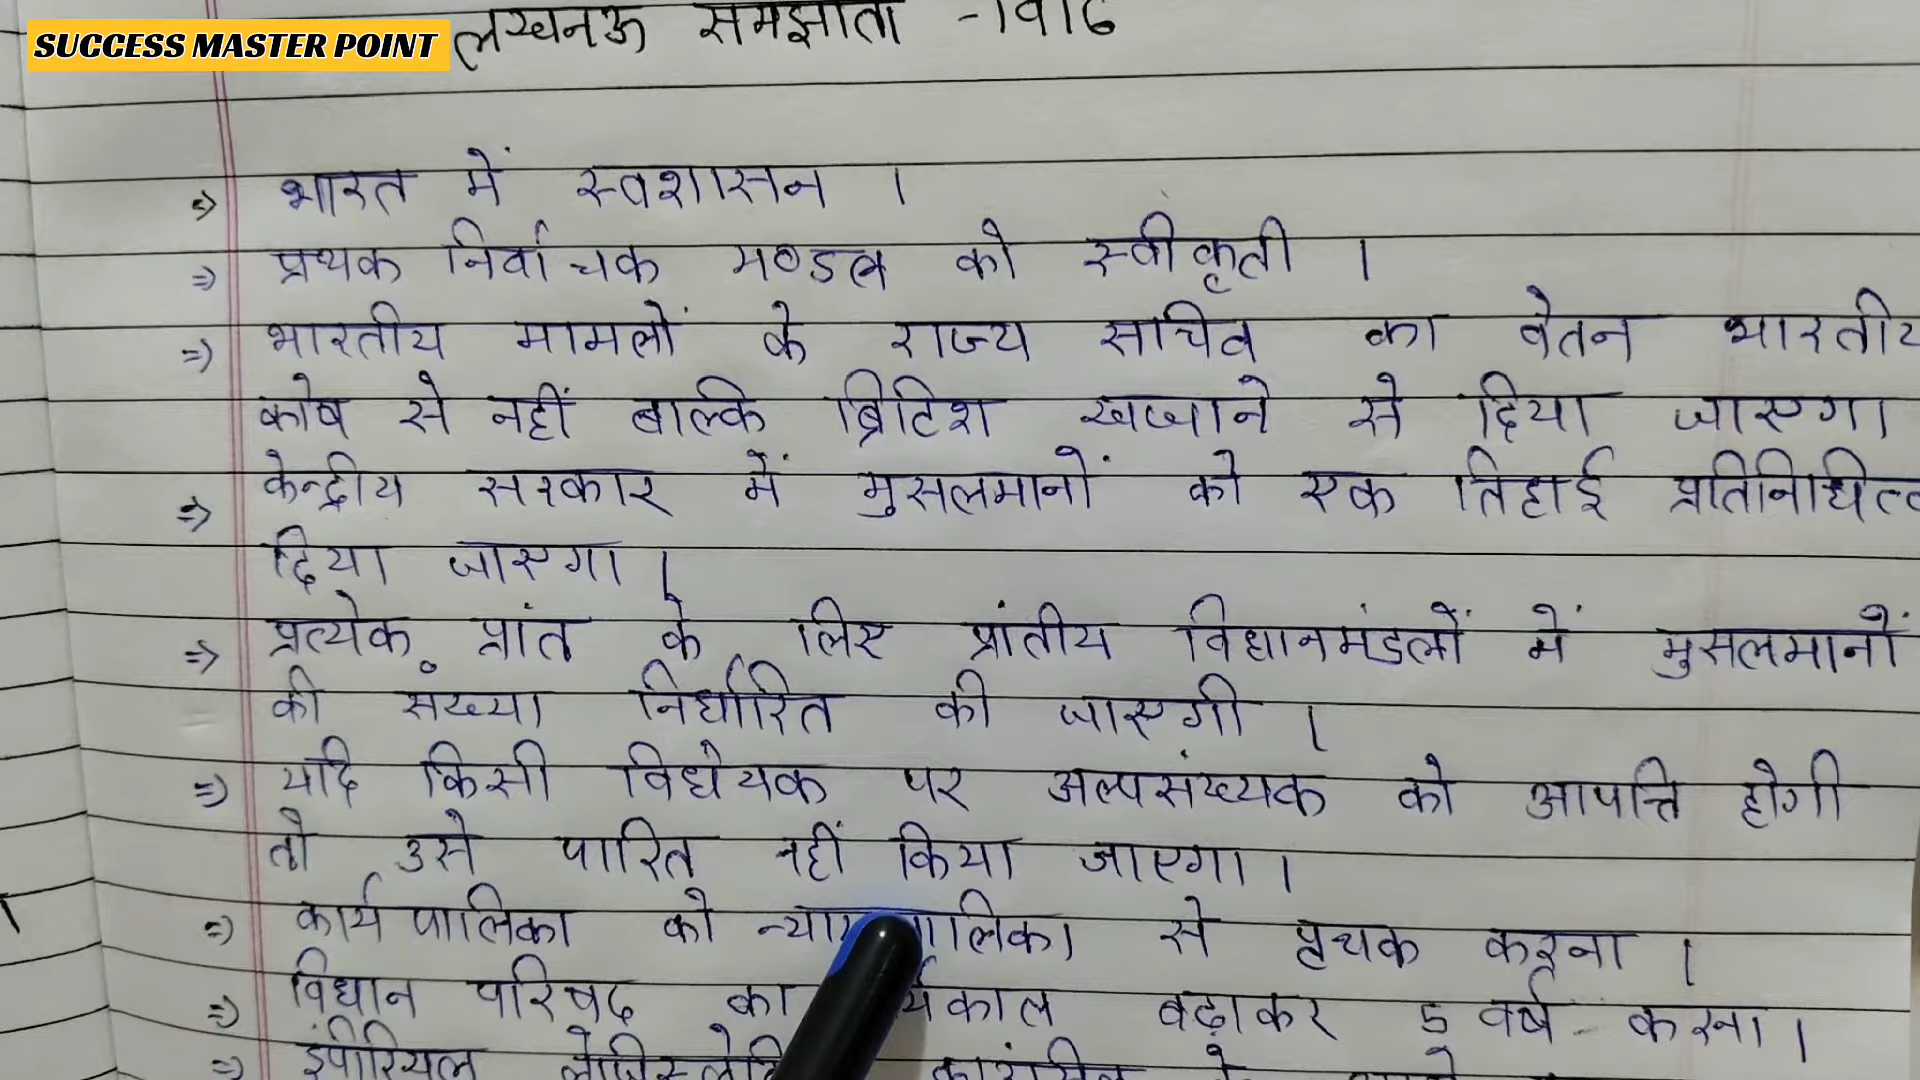 SUCCESS MASTER POINT
लखनऊ समझौता -1916
=> भारत में स्वशासन ।
=> प्रथक निर्वाचक मण्डल को स्वीकृती ।
=> भारतीय मामलों के राज्य सचिव का वेतन भारतीय
कोष से नहीं बल्कि ब्रिटिश खजाने से दिया जाएगा।
=> केन्द्रीय सरकार में मुसलमानों को एक तिहाई प्रतिनिधित्व
दिया जाएगा ।
=> प्रत्येक प्रांत के लिए प्रांतीय विधानमंडलों में मुसलमानों
की संख्या निर्धारित की जाएगी ।
=> यदि किसी विधेयक पर अल्पसंख्यक को आपत्ति होगी
तो उसे पारित नहीं किया जाएगा ।
=> कार्यपालिका को न्यायपालिका से पृथक करना ।
=> विधान परिषद का कार्यकाल बढ़ाकर 5 वर्ष करना ।
=> इंपीरियल